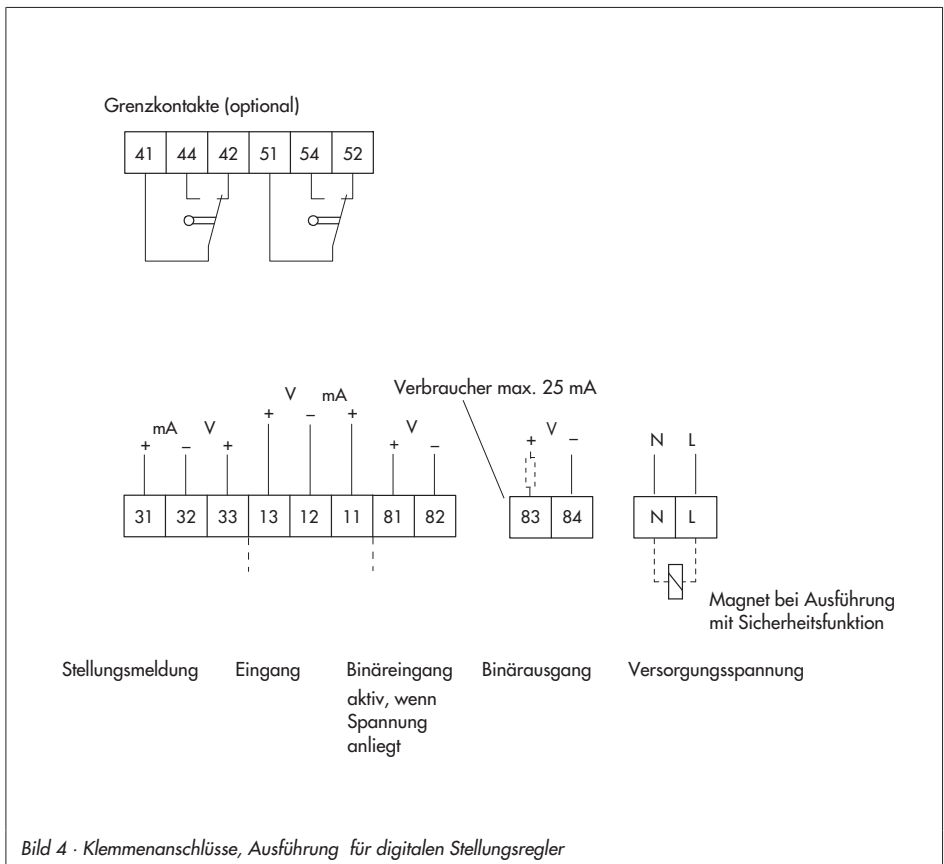 Grenzkontakte (optional)
41 44 42 51 54 52
Verbraucher max. 25 mA
mA V V mA V V
+ – + + – + + – + – N L
31 32 33 13 12 11 81 82 83 84 N L
Magnet bei Ausführung
mit Sicherheitsfunktion
Stellungsmeldung Eingang Binäreingang Binärausgang Versorgungsspannung
aktiv, wenn
Spannung
anliegt
Bild 4 · Klemmenanschlüsse, Ausführung für digitalen Stellungsregler